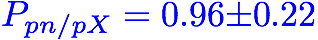 P_{pn/pX} = 0.96±0.22